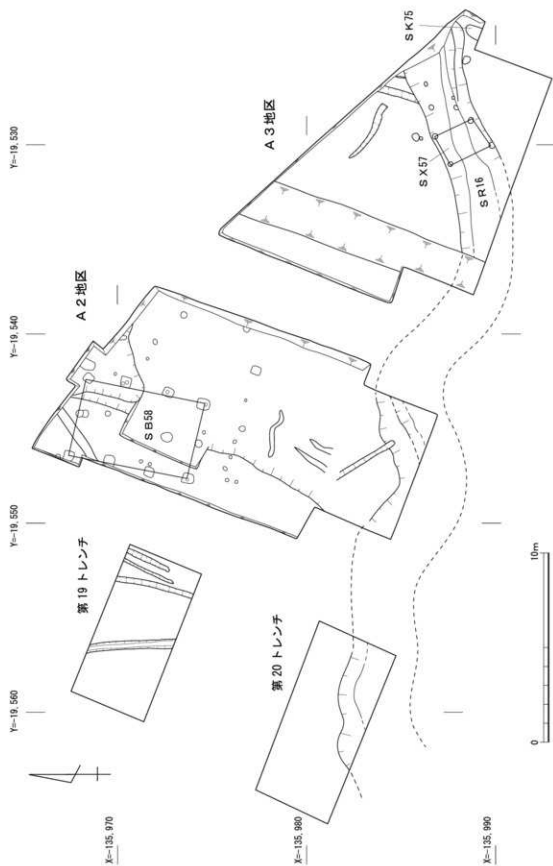 Y=-19,530
Y=-19,540
Y=-19,550
Y=-19,560
X=-135,970
X=-135,980
X=-135,990
A3地区
SK75
SX57
SR16
A2地区
SB58
第19トレンチ
第20トレンチ
0
10m